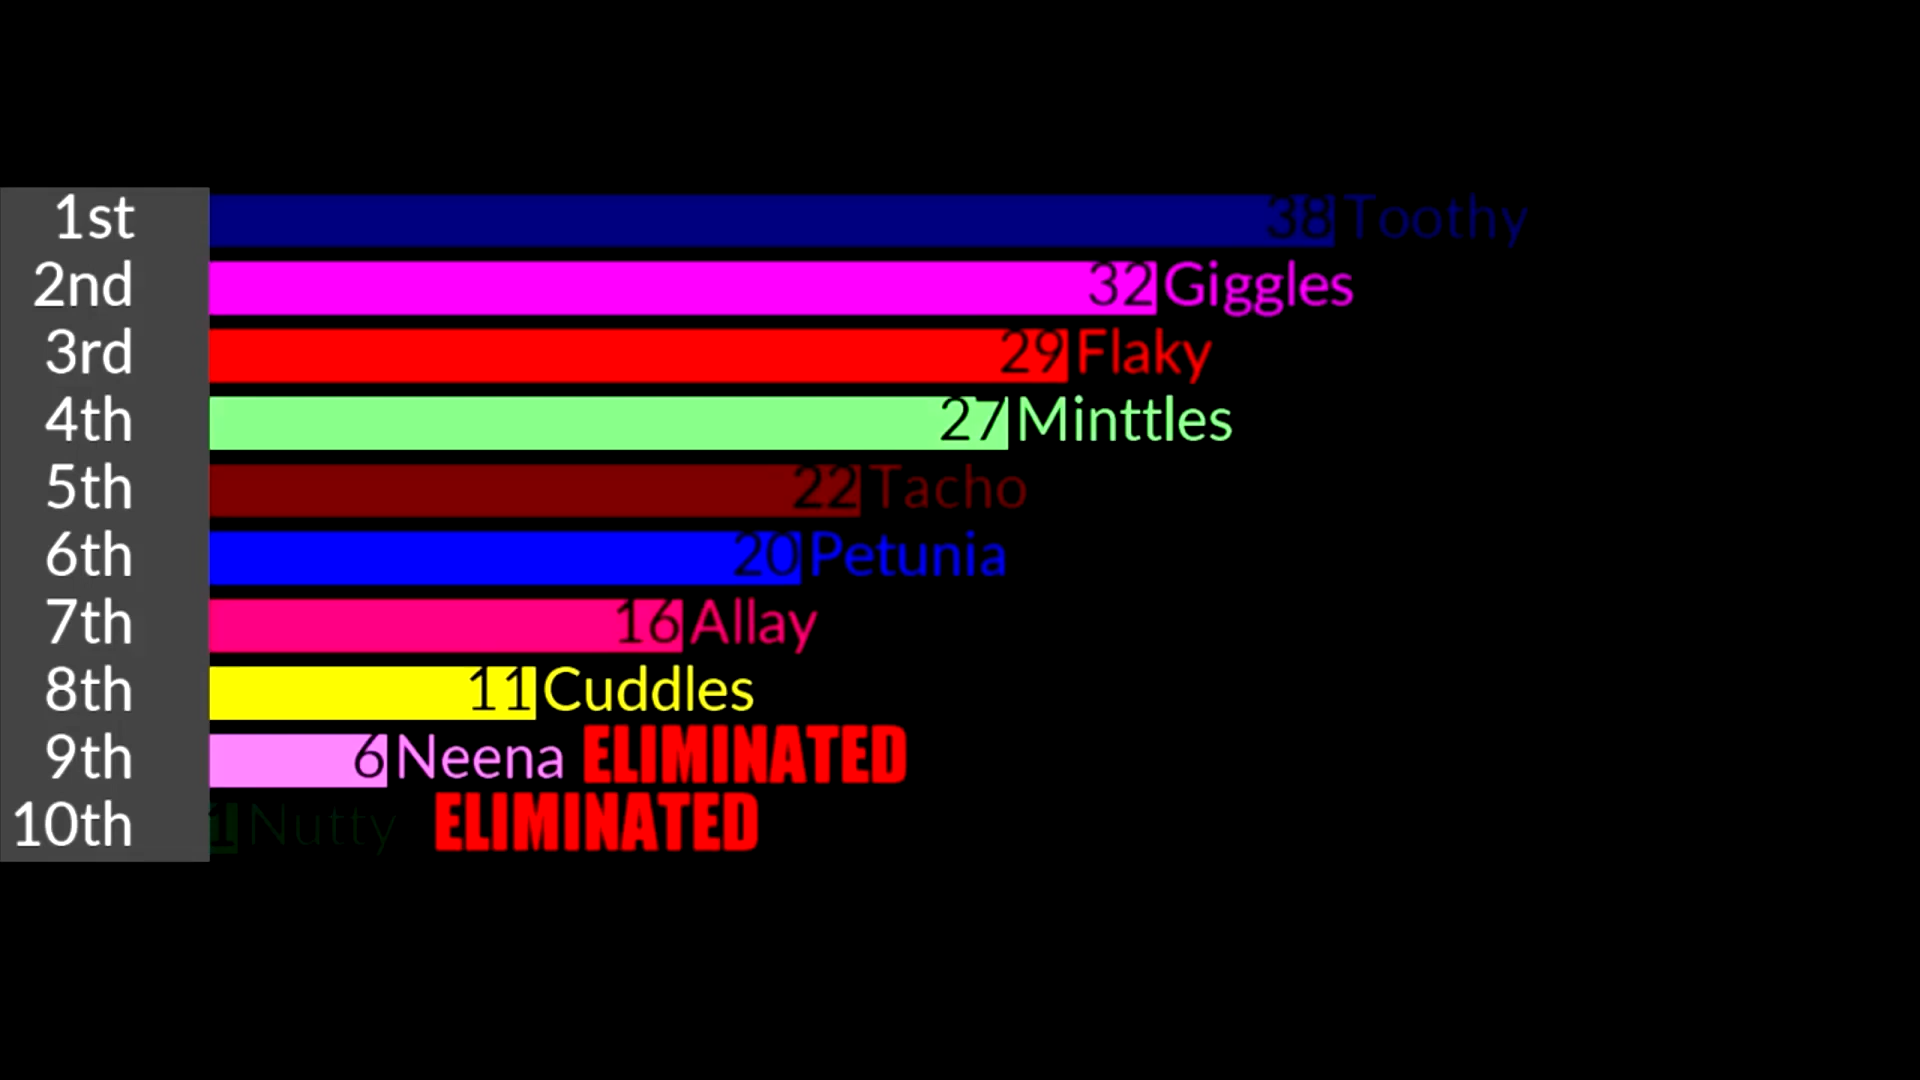 1st 38 Toothy
2nd 32 Giggles
3rd 29 Flaky
4th 27 Minttles
5th 22 Tacho
6th 20 Petunia
7th 16 Allay
8th 11 Cuddles
9th 6 Neena ELIMINATED
10th 1 Nutty ELIMINATED